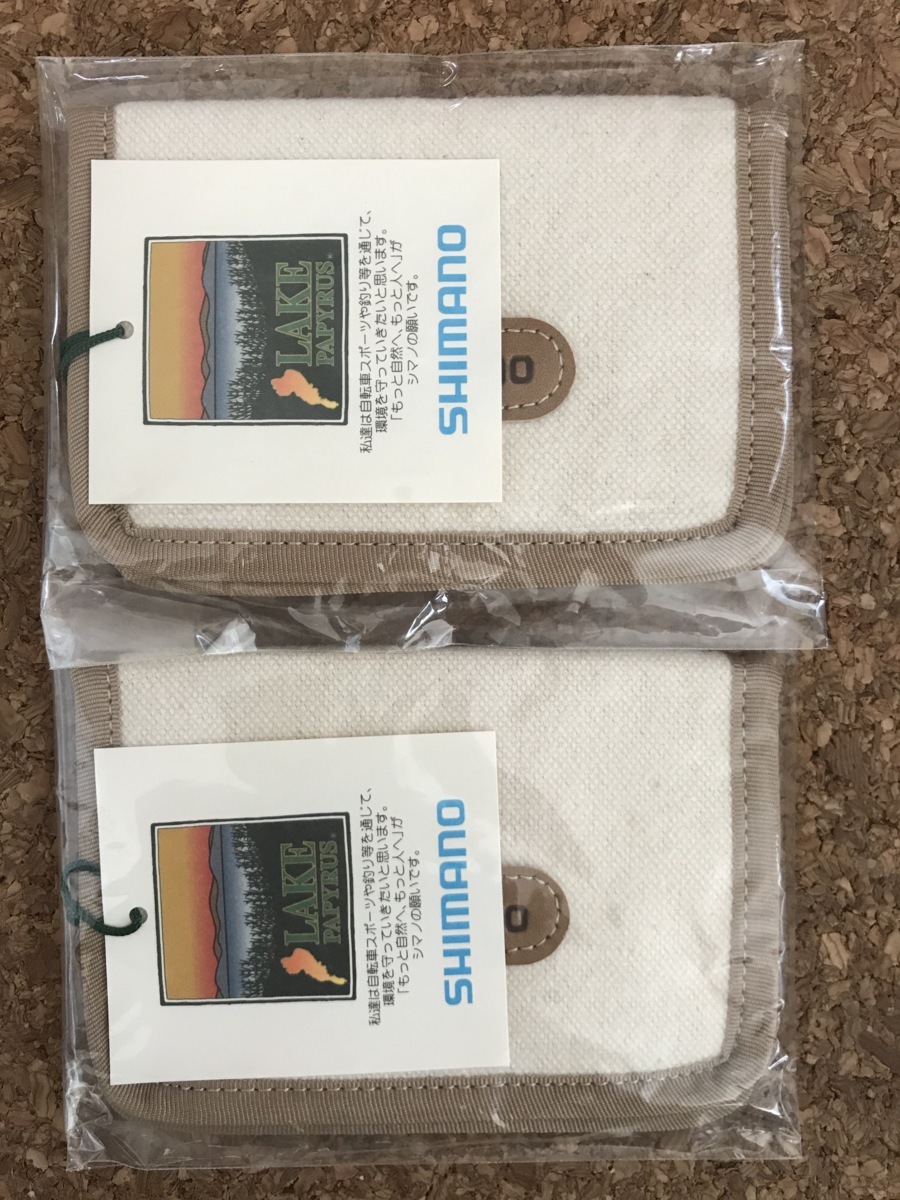 LAKE
PAPYRUS®
私達は自転車スポーツや釣り等を通じて、
環境を守っていきたいと思います。
「もっと自然へ、もっと人へ」が
シマノの願いです。
SHIMANO
LAKE
PAPYRUS®
私達は自転車スポーツや釣り等を通じて、
環境を守っていきたいと思います。
「もっと自然へ、もっと人へ」が
シマノの願いです。
SHIMANO